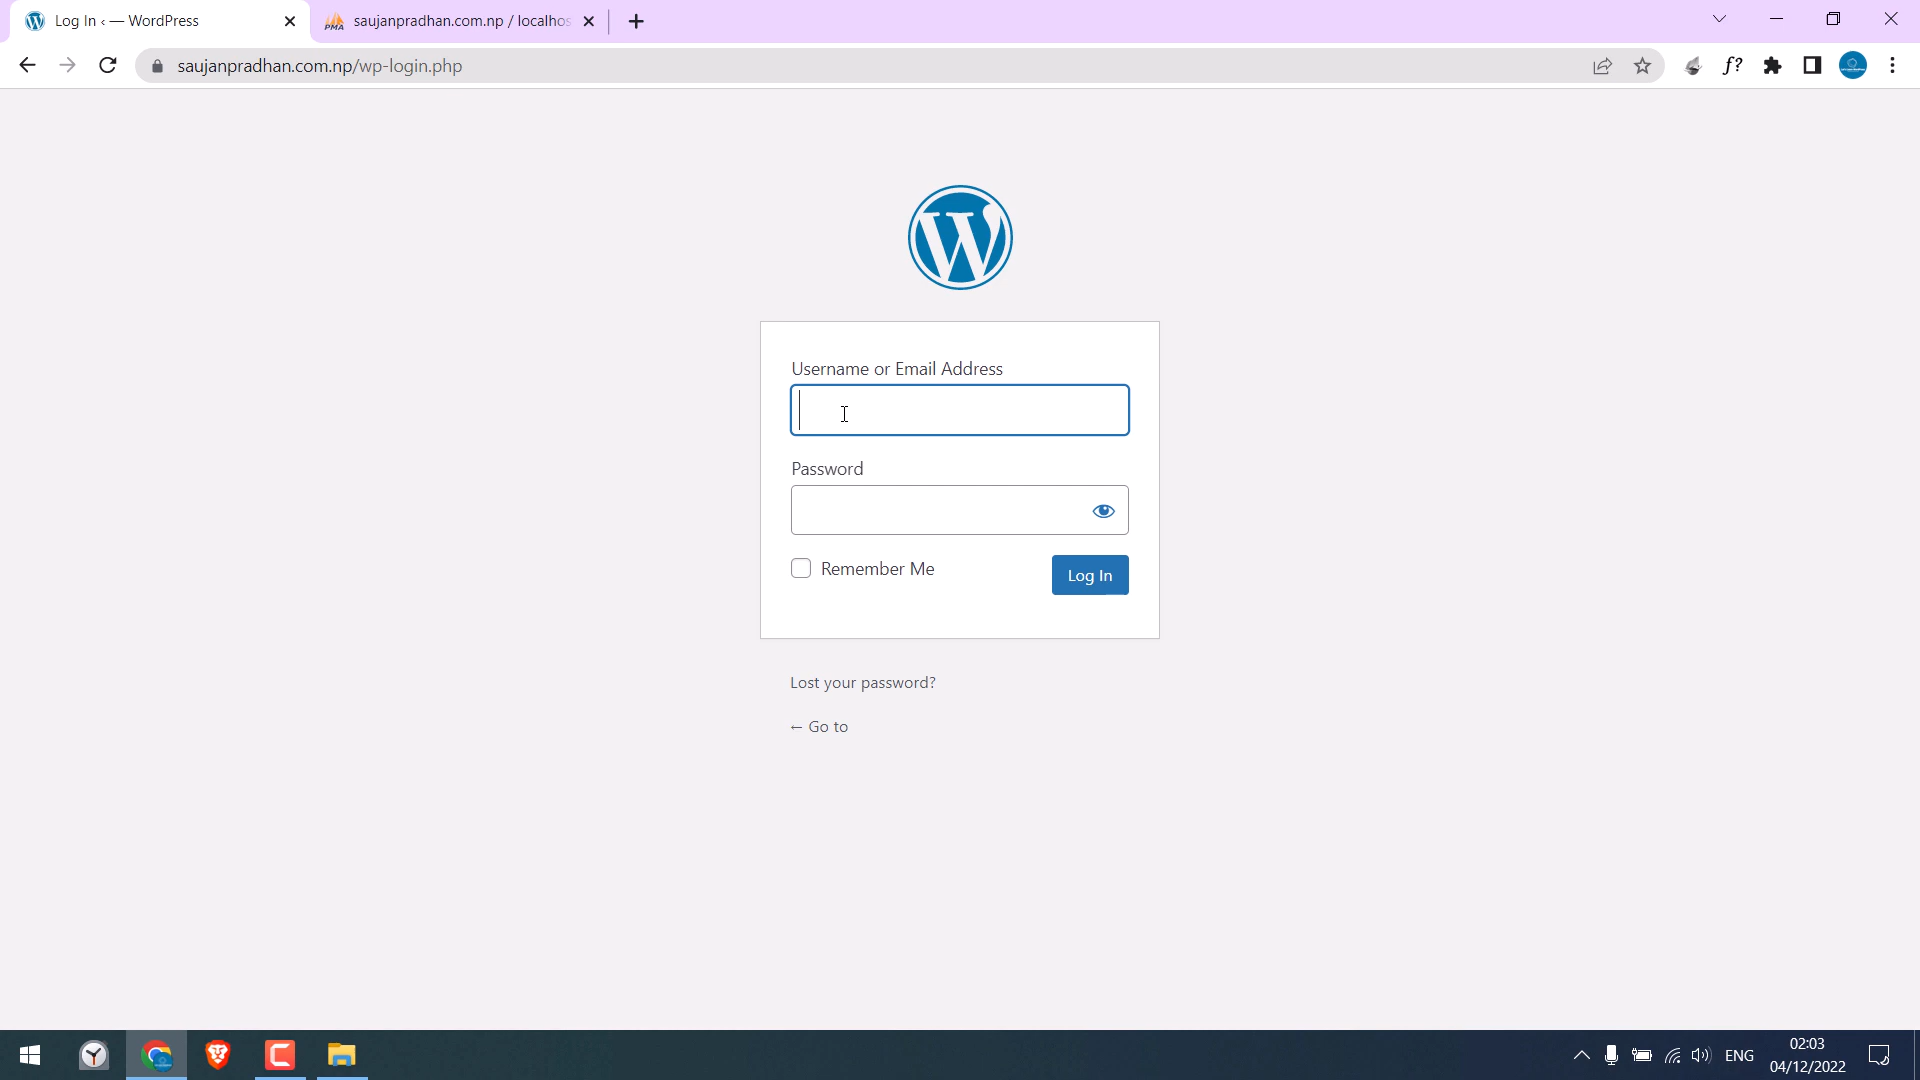 Log In ‹ — WordPress
saujanpradhan.com.np / localhos
saujanpradhan.com.np/wp-login.php
f?
Username or Email Address
Password
Remember Me
Log In
Lost your password?
← Go to
ENG
02:03
04/12/2022